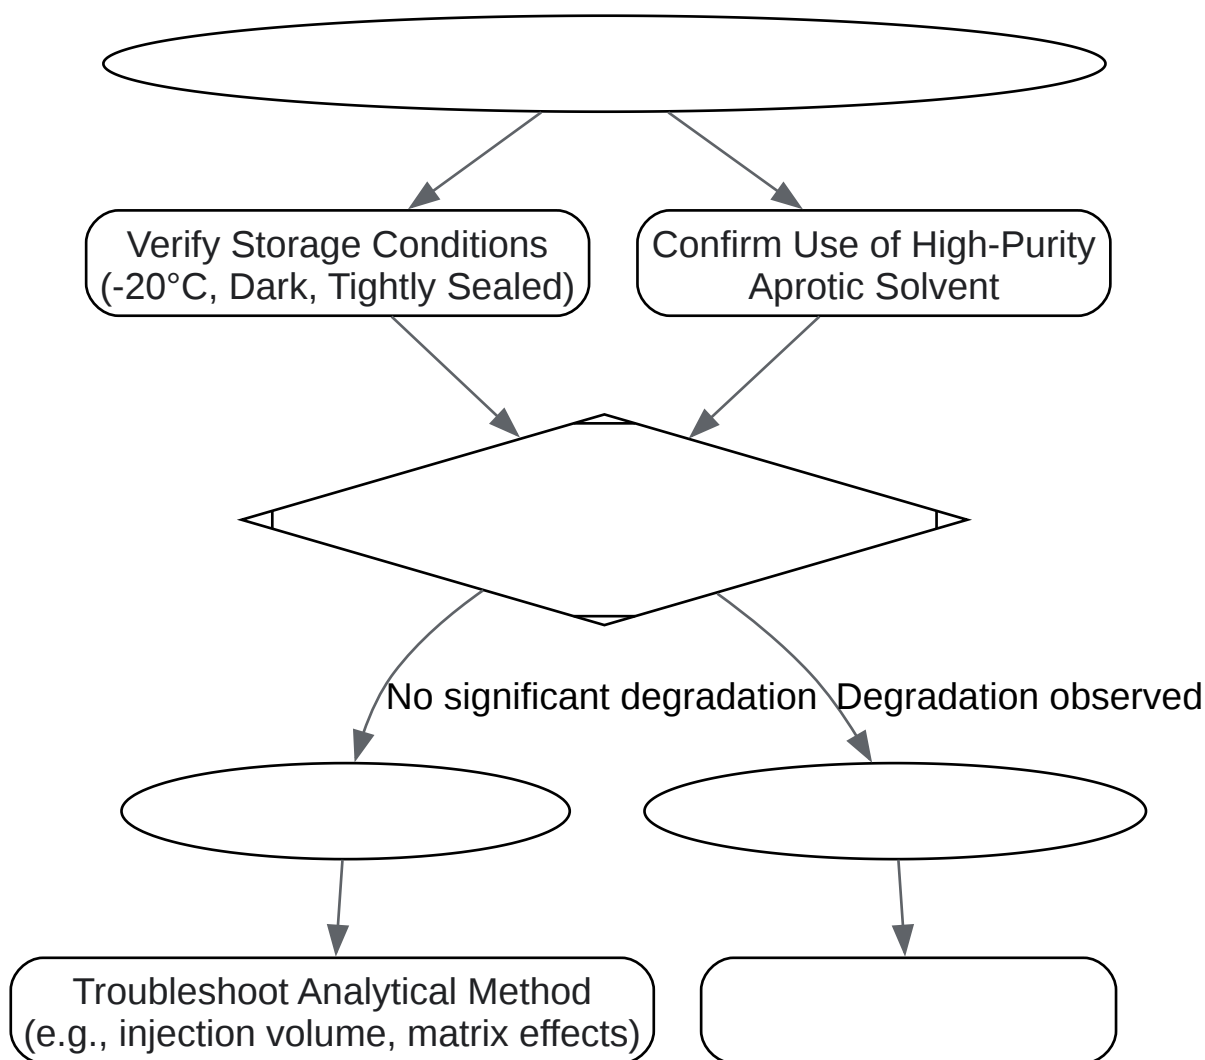 Verify Storage Conditions
(-20°C, Dark, Tightly Sealed)
Confirm Use of High-Purity
Aprotic Solvent
No significant degradation
Degradation observed
Troubleshoot Analytical Method
(e.g., injection volume, matrix effects)